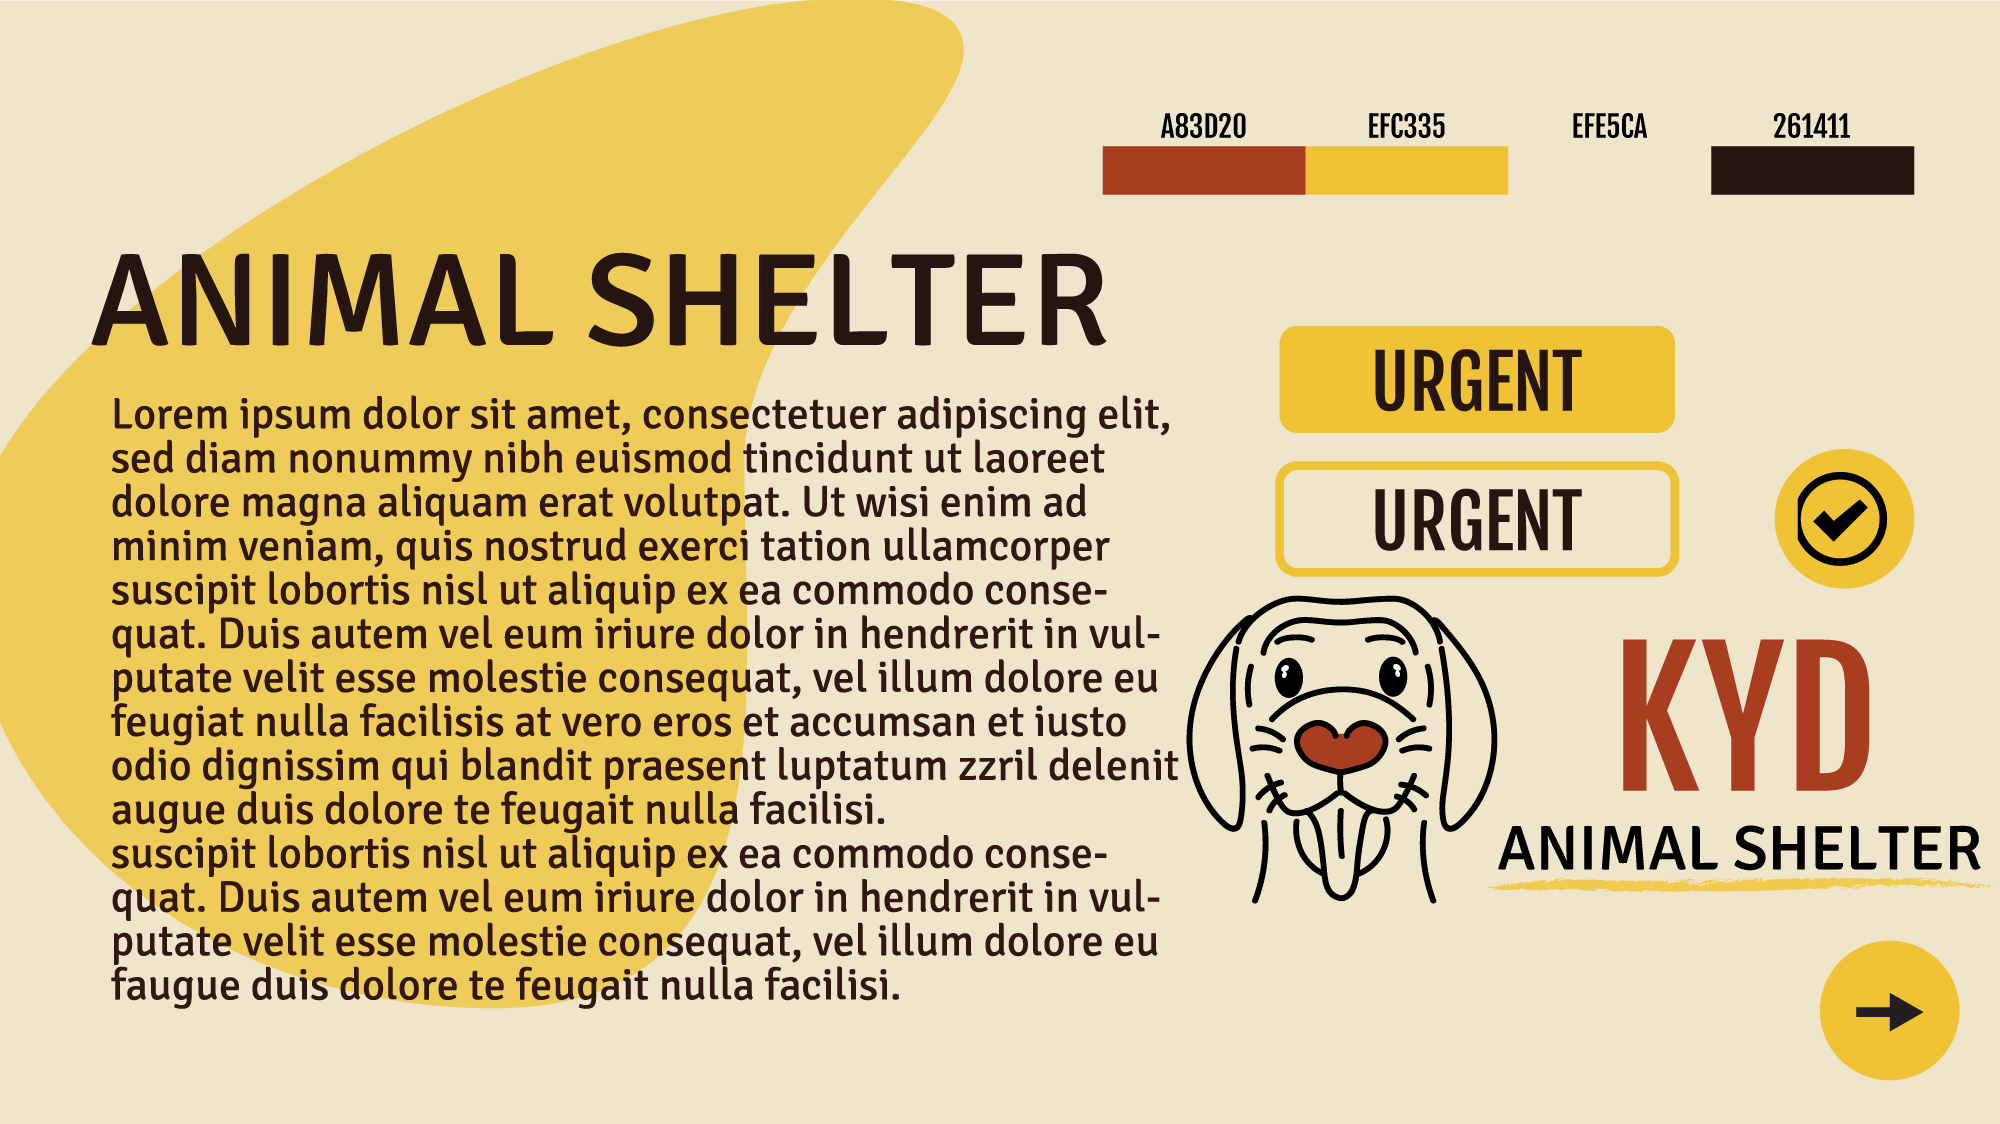 A83D20 EFC335 EFE5CA 261411
ANIMAL SHELTER
Lorem ipsum dolor sit amet, consectetuer adipiscing elit,
sed diam nonummy nibh euismod tincidunt ut laoreet
dolore magna aliquam erat volutpat. Ut wisi enim ad
minim veniam, quis nostrud exerci tation ullamcorper
suscipit lobortis nisl ut aliquip ex ea commodo conse-
quat. Duis autem vel eum iriure dolor in hendrerit in vul-
putate velit esse molestie consequat, vel illum dolore eu
feugiat nulla facilisis at vero eros et accumsan et iusto
odio dignissim qui blandit praesent luptatum zzril delenit
augue duis dolore te feugait nulla facilisi.
suscipit lobortis nisl ut aliquip ex ea commodo conse-
quat. Duis autem vel eum iriure dolor in hendrerit in vul-
putate velit esse molestie consequat, vel illum dolore eu
faugue duis dolore te feugait nulla facilisi.
URGENT
URGENT
KYD
ANIMAL SHELTER